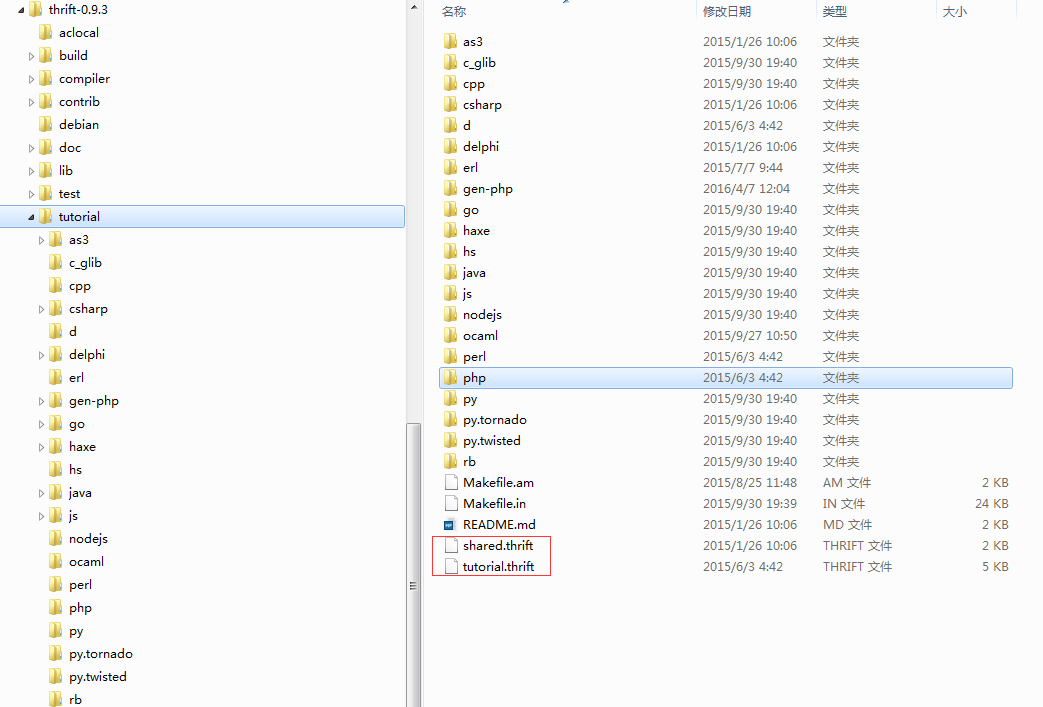 thrift-0.9.3
aclocal
build
compiler
contrib
debian
doc
lib
test
tutorial
as3
c_glib
cpp
csharp
d
delphi
erl
gen-php
go
haxe
hs
java
js
nodejs
ocaml
perl
php
py
py.tornado
py.twisted
rb
名称 修改日期 类型 大小
as3 2015/1/26 10:06 文件夹
c_glib 2015/9/30 19:40 文件夹
cpp 2015/9/30 19:40 文件夹
csharp 2015/1/26 10:06 文件夹
d 2015/6/3 4:42 文件夹
delphi 2015/1/26 10:06 文件夹
erl 2015/7/7 9:44 文件夹
gen-php 2016/4/7 12:04 文件夹
go 2015/9/30 19:40 文件夹
haxe 2015/9/30 19:40 文件夹
hs 2015/9/30 19:40 文件夹
java 2015/9/30 19:40 文件夹
js 2015/9/30 19:40 文件夹
nodejs 2015/9/30 19:40 文件夹
ocaml 2015/9/27 10:50 文件夹
perl 2015/6/3 4:42 文件夹
php 2015/6/3 4:42 文件夹
py 2015/9/30 19:40 文件夹
py.tornado 2015/9/30 19:40 文件夹
py.twisted 2015/9/30 19:40 文件夹
rb 2015/9/30 19:40 文件夹
Makefile.am 2015/8/25 11:48 AM 文件 2 KB
Makefile.in 2015/9/30 19:39 IN 文件 24 KB
README.md 2015/1/26 10:06 MD 文件 2 KB
shared.thrift 2015/1/26 10:06 THRIFT 文件 2 KB
tutorial.thrift 2015/6/3 4:42 THRIFT 文件 5 KB